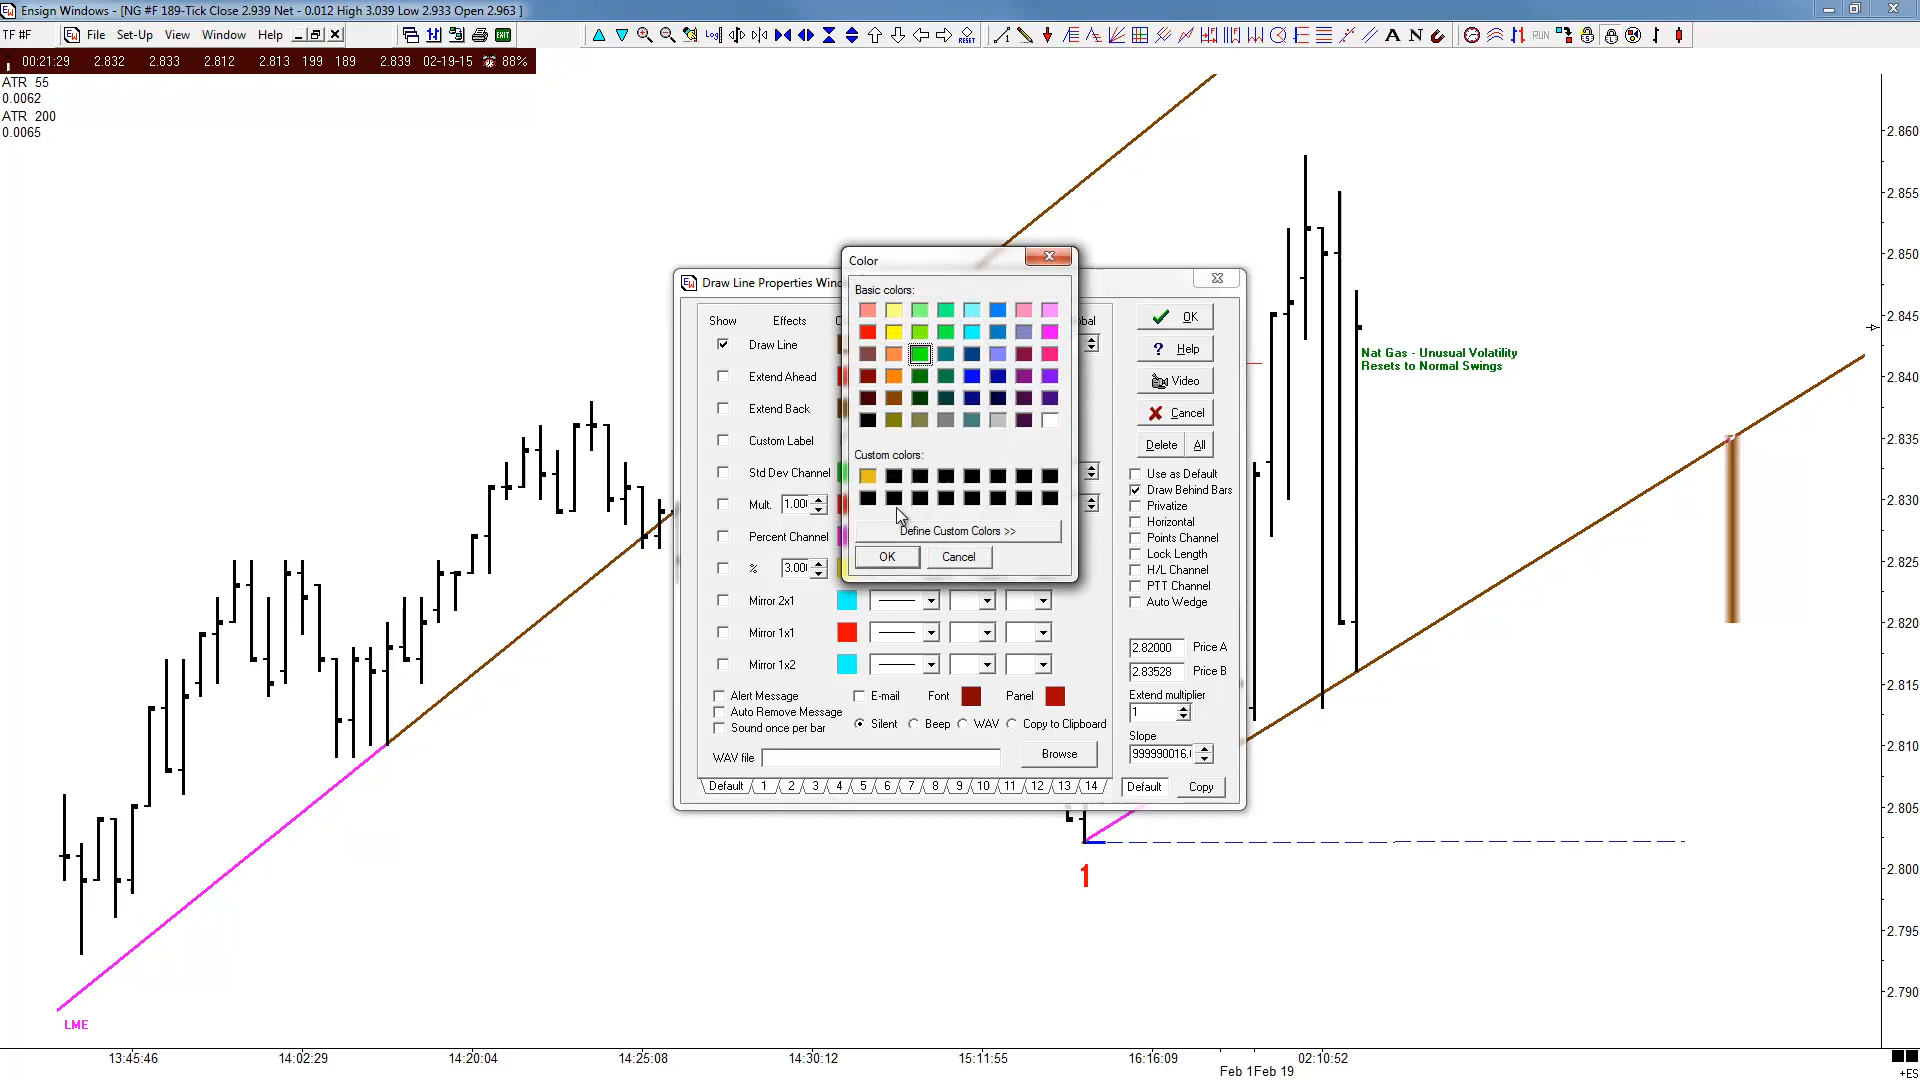 Ensign Windows - [NG #F 189-Tick Close 2.939 Net - 0.012 High 3.039 Low 2.933 Open 2.963 ]
TF #F
File Set-Up View Window Help
Log
RESET
RUN
A N
00:21:29 2.832 2.833 2.812 2.813 199 189 2.839 02-19-15 88%
ATR 55
0.0062
ATR 200
0.0065
2.860
2.855
2.850
2.845
2.840
2.835
2.830
2.825
2.820
2.815
2.810
2.805
2.800
2.795
2.790
Nat Gas - Unusual Volatility
Resets to Normal Swings
Color
Basic colors:
Custom colors:
Define Custom Colors >>
OK Cancel
Draw Line Properties
Show Effects
Draw Line
Extend Ahead
Extend Back
Custom Label
Std Dev Channel
Mult.
Percent Channel
%
Mirror 2x1
Mirror 1x1
Mirror 1x2
Alert Message E-mail Font Panel
Auto Remove Message Silent Beep WAV Copy to Clipboard
Sound once per bar
WAV file Browse
Default 1 2 3 4 5 6 7 8 9 10 11 12 13 14
OK
Help
Video
Cancel
Delete All
Use as Default
Draw Behind Bars
Privatize
Horizontal
Points Channel
Lock Length
H/L Channel
PTT Channel
Auto Wedge
2.82000 Price A
2.83528 Price B
Extend multiplier
1
Slope
999990016.
Default Copy
1
LME
13:45:46 14:02:29 14:20:04 14:25:08 14:30:12 15:11:55 16:16:09 02:10:52
Feb 1Feb 19
+ES